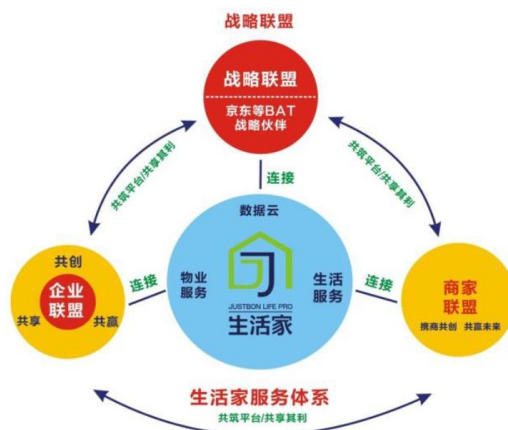 战略联盟
战略联盟
京东等BAT
战略伙伴
共筑平台/共享其利
共筑平台/共享其利
连接
数据云
共创
企业
联盟
共享
共赢
连接
物业
服务
JUSTBON LIFE PRO
生活家
生活
服务
连接
商家
联盟
携商共创 共赢未来
生活家服务体系
共筑平台/共享其利